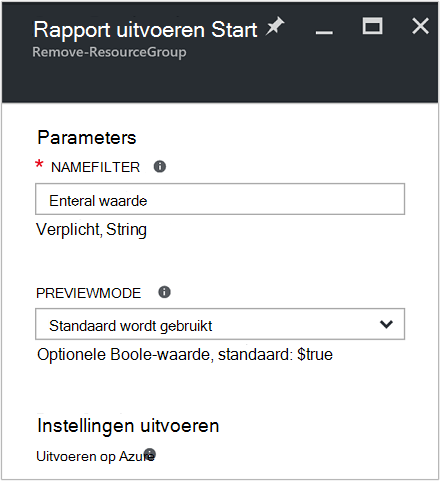 Rapport uitvoeren Start
Remove-ResourceGroup
Parameters
* NAMEFILTER
Enteral waarde
Verplicht, String
PREVIEWMODE
Standaard wordt gebruikt
Optionele Boole-waarde, standaard: $true
Instellingen uitvoeren
Uitvoeren op Azure